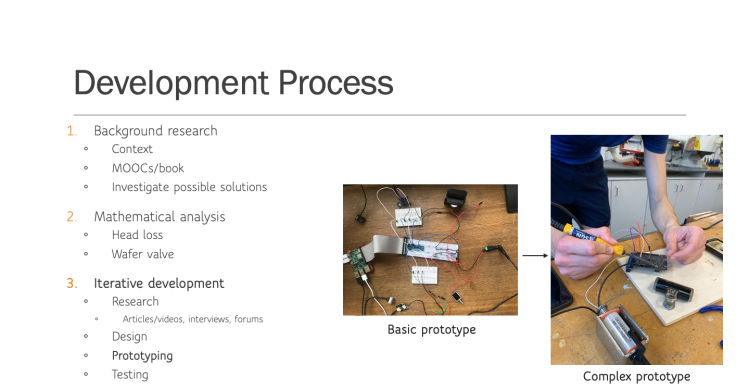 Development Process
1. Background research
Context
MOOCs/book
Investigate possible solutions
2. Mathematical analysis
Head loss
Wafer valve
3. Iterative development
Research
Articles/videos, interviews, forums
Design
Prototyping
Testing
Basic prototype
Complex prototype